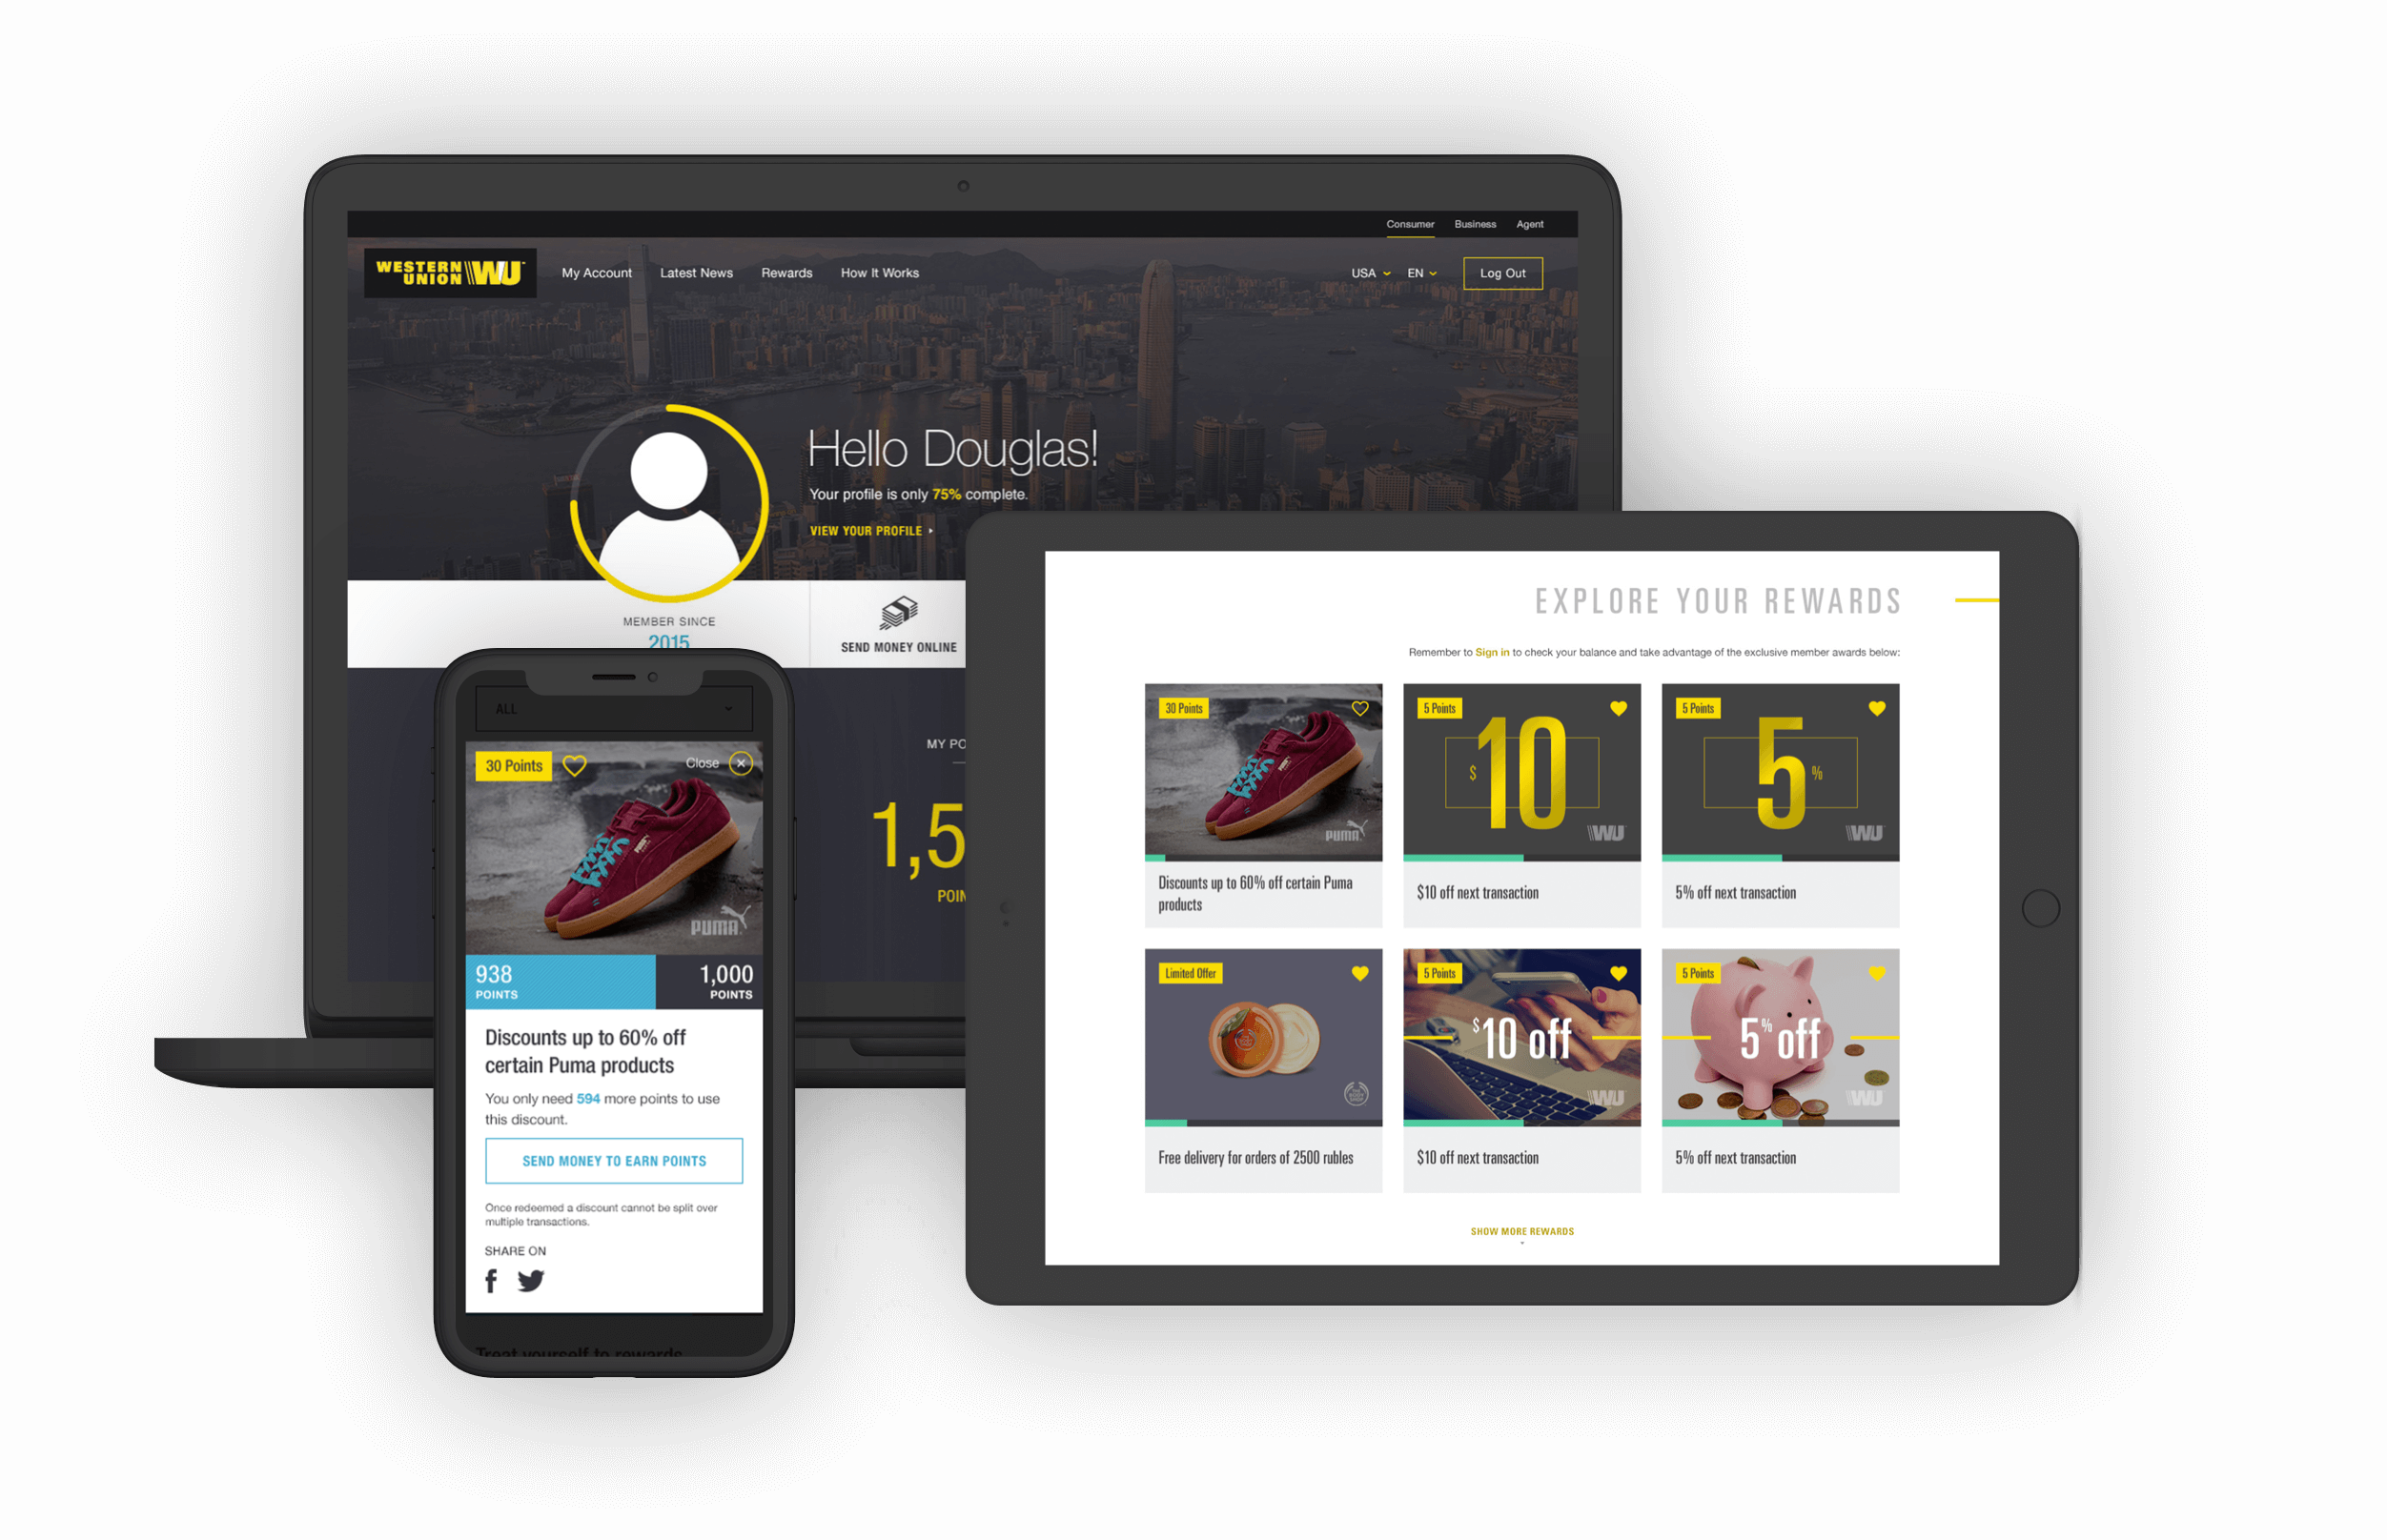 Consumer Business Agent
WESTERN
UNION WU
My Account Latest News Rewards How It Works USA EN Log Out
Hello Douglas!
Your profile is only 75% complete.
VIEW YOUR PROFILE
MEMBER SINCE
2015
SEND MONEY ONLINE
MY PO
1,5
POIN
ALL
30 Points Close
PUMA
PUMA
938
POINTS
1,000
POINTS
Discounts up to 60% off
certain Puma products
You only need 594 more points to use
this discount.
SEND MONEY TO EARN POINTS
Once redeemed a discount cannot be split over
multiple transactions.
SHARE ON
Treat yourself to rewards
EXPLORE YOUR REWARDS
Remember to Sign in to check your balance and take advantage of the exclusive member awards below:
30 Points
PUMA
Discounts up to 60% off certain Puma
products
5 Points
$10
WU
$10 off next transaction
5 Points
5%
WU
5% off next transaction
Limited Offer
THE BODY SHOP
Free delivery for orders of 2500 rubles
5 Points
$10 off
WU
$10 off next transaction
5 Points
5% off
WU
5% off next transaction
SHOW MORE REWARDS